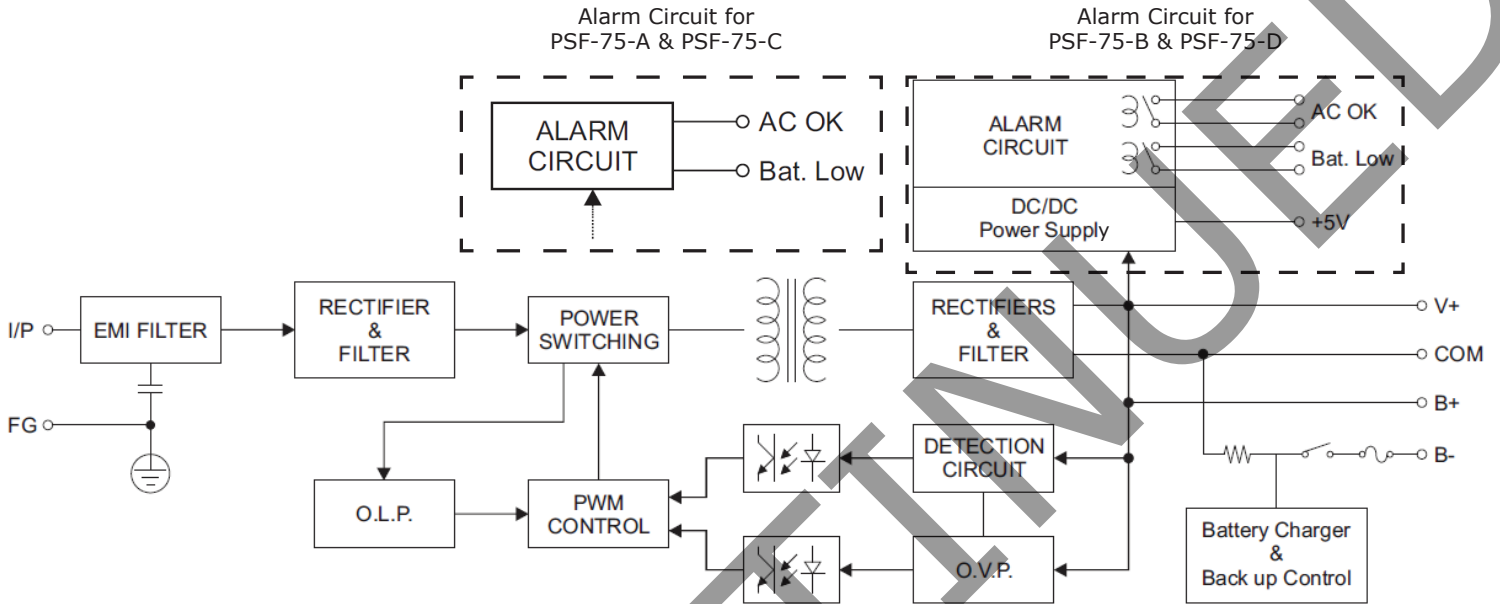 Alarm Circuit for
PSF-75-A & PSF-75-C
Alarm Circuit for
PSF-75-B & PSF-75-D
ALARM
CIRCUIT
AC OK
Bat. Low
ALARM
CIRCUIT
AC OK
Bat. Low
DC/DC
Power Supply
+5V
I/P
EMI FILTER
RECTIFIER
&
FILTER
POWER
SWITCHING
RECTIFIERS
&
FILTER
V+
COM
B+
B-
FG
O.L.P.
PWM
CONTROL
DETECTION
CIRCUIT
O.V.P.
Battery Charger
&
Back up Control
TINUED